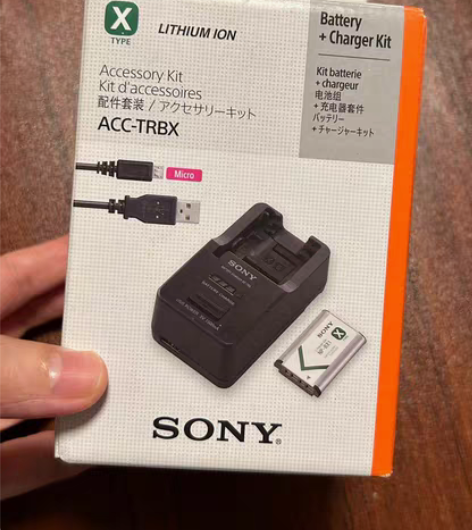 X
TYPE
LITHIUM ION
Battery
+ Charger Kit
Kit batterie
+ chargeur
电池组
+ 充电器套件
バッテリー
+チャージャーキット
Accessory Kit
Kit d'accessoires
配件套装 / アクセサリーキット
ACC-TRBX
Micro
SONY
SONY
X
SONY®